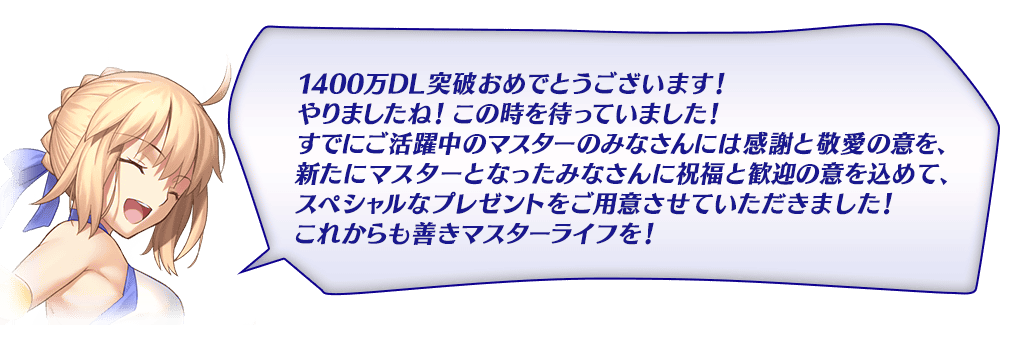 1400万DL突破おめでとうございます！
やりましたね！この時を待っていました！
すでにご活躍中のマスターのみなさんには感謝と敬愛の意を、
新たにマスターとなったみなさんに祝福と歓迎の意を込めて、
スペシャルなプレゼントをご用意させていただきました！
これからも善きマスターライフを！